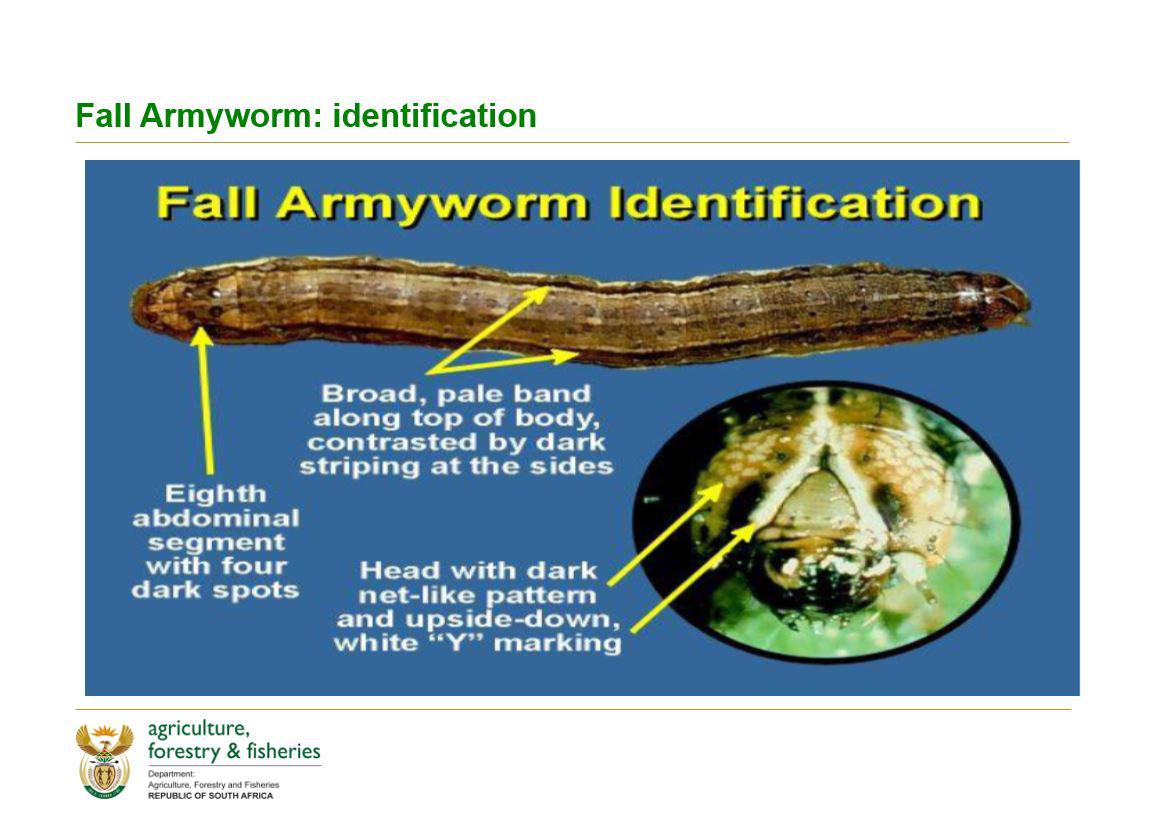 Fall Armyworm: identification
Fall Armyworm Identification
Broad, pale band
along top of body,
contrasted by dark
striping at the sides
Eighth
abdominal
segment
with four
dark spots
Head with dark
net-like pattern
and upside-down,
white “Y” marking
agriculture,
forestry & fisheries
Department:
Agriculture, Forestry and Fisheries
REPUBLIC OF SOUTH AFRICA